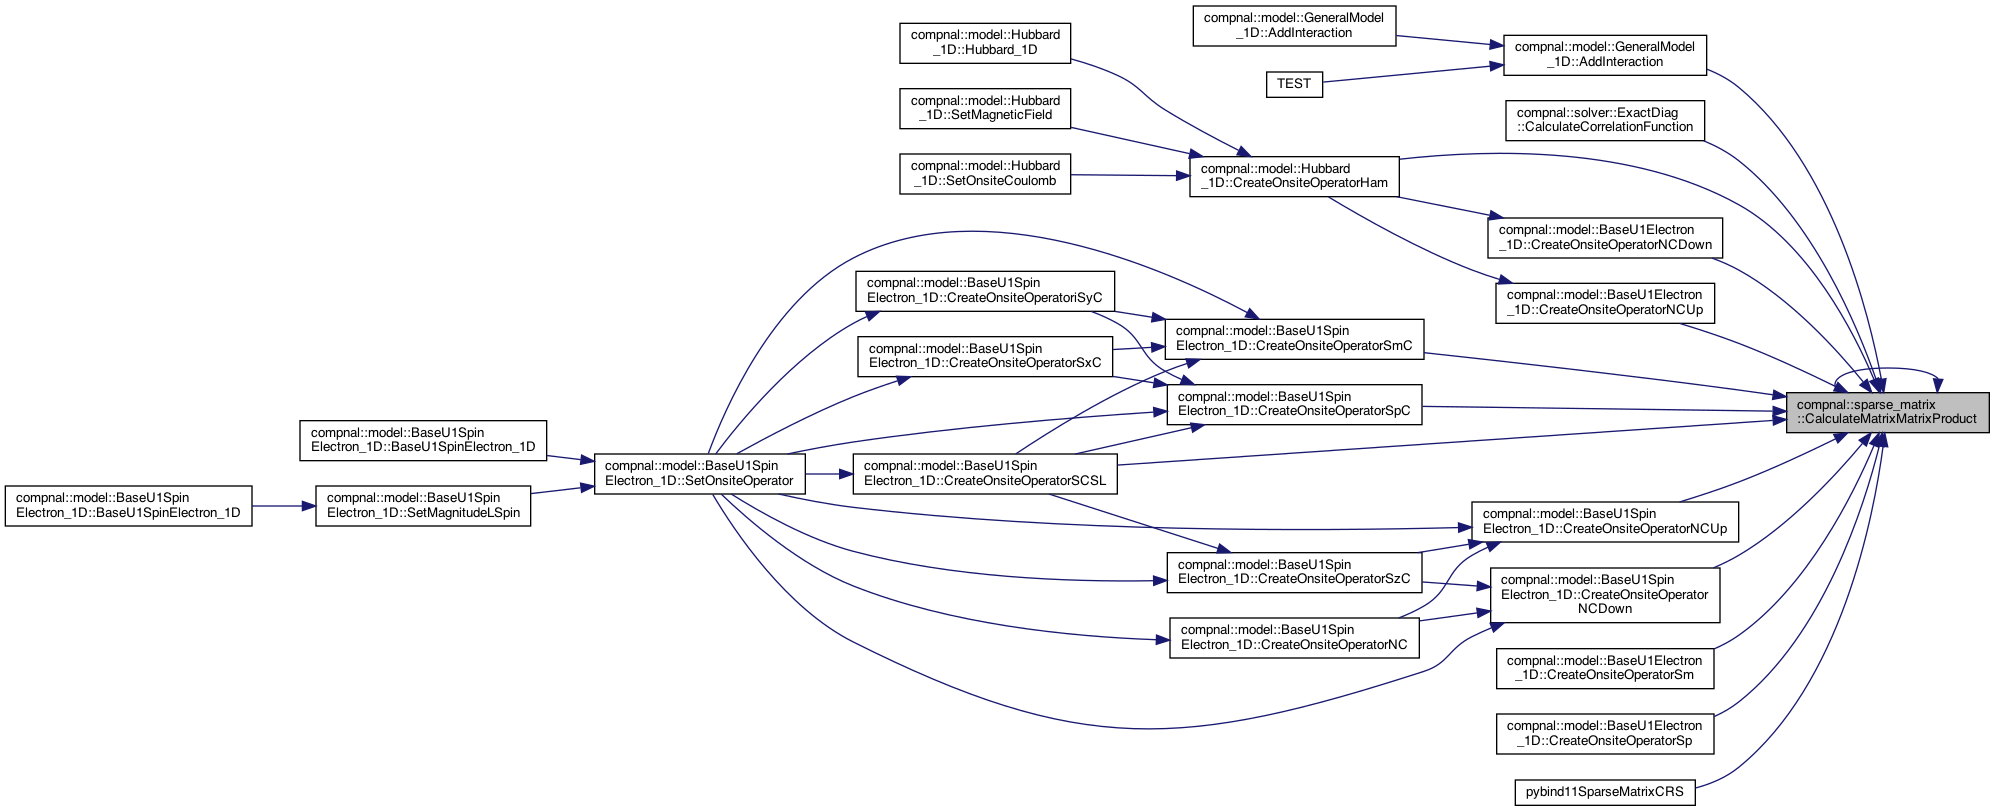 compnal::model::GeneralModel
_1D::AddInteraction
compnal::model::Hubbard
_1D::Hubbard_1D
compnal::model::GeneralModel
_1D::AddInteraction
TEST
compnal::model::Hubbard
_1D::SetMagneticField
compnal::solver::ExactDiag
::CalculateCorrelationFunction
compnal::model::Hubbard
_1D::SetOnsiteCoulomb
compnal::model::Hubbard
_1D::CreateOnsiteOperatorHam
compnal::model::BaseU1Electron
_1D::CreateOnsiteOperatorNCDown
compnal::model::BaseU1Spin
Electron_1D::CreateOnsiteOperatoriSyC
compnal::model::BaseU1Electron
_1D::CreateOnsiteOperatorNCUp
compnal::model::BaseU1Spin
Electron_1D::CreateOnsiteOperatorSmC
compnal::model::BaseU1Spin
Electron_1D::CreateOnsiteOperatorSxC
compnal::model::BaseU1Spin
Electron_1D::CreateOnsiteOperatorSpC
compnal::sparse_matrix
::CalculateMatrixMatrixProduct
compnal::model::BaseU1Spin
Electron_1D::BaseU1SpinElectron_1D
compnal::model::BaseU1Spin
Electron_1D::SetOnsiteOperator
compnal::model::BaseU1Spin
Electron_1D::CreateOnsiteOperatorSCSL
compnal::model::BaseU1Spin
Electron_1D::BaseU1SpinElectron_1D
compnal::model::BaseU1Spin
Electron_1D::SetMagnitudeLSpin
compnal::model::BaseU1Spin
Electron_1D::CreateOnsiteOperatorNCUp
compnal::model::BaseU1Spin
Electron_1D::CreateOnsiteOperatorSzC
compnal::model::BaseU1Spin
Electron_1D::CreateOnsiteOperator
NCDown
compnal::model::BaseU1Spin
Electron_1D::CreateOnsiteOperatorNC
compnal::model::BaseU1Electron
_1D::CreateOnsiteOperatorSm
compnal::model::BaseU1Electron
_1D::CreateOnsiteOperatorSp
pybind11SparseMatrixCRS